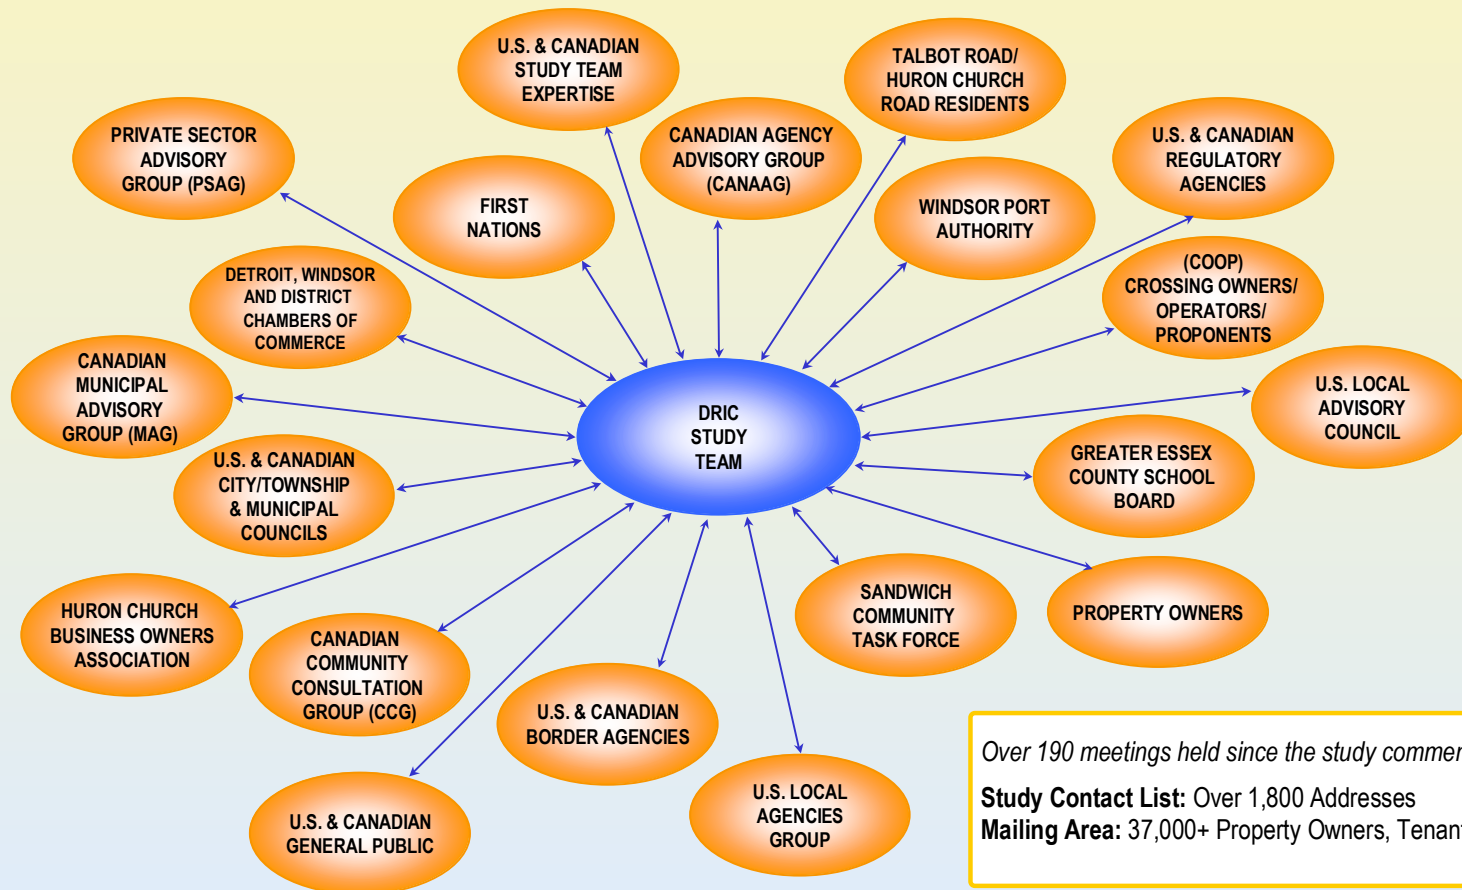 U.S. & CANADIAN
STUDY TEAM
EXPERTISE
TALBOT ROAD/
HURON CHURCH
ROAD RESIDENTS
PRIVATE SECTOR
ADVISORY
GROUP (PSAG)
CANADIAN AGENCY
ADVISORY GROUP
(CANAAG)
U.S. & CANADIAN
REGULATORY
AGENCIES
FIRST
NATIONS
WINDSOR PORT
AUTHORITY
DETROIT, WINDSOR
AND DISTRICT
CHAMBERS OF
COMMERCE
(COOP)
CROSSING OWNERS/
OPERATORS/
PROPONENTS
CANADIAN
MUNICIPAL
ADVISORY
GROUP (MAG)
DRIC
STUDY
TEAM
U.S. LOCAL
ADVISORY
COUNCIL
U.S. & CANADIAN
CITY/TOWNSHIP
& MUNICIPAL
COUNCILS
GREATER ESSEX
COUNTY SCHOOL
BOARD
HURON CHURCH
BUSINESS OWNERS
ASSOCIATION
CANADIAN
COMMUNITY
CONSULTATION
GROUP (CCG)
SANDWICH
COMMUNITY
TASK FORCE
PROPERTY OWNERS
U.S. & CANADIAN
BORDER AGENCIES
U.S. & CANADIAN
GENERAL PUBLIC
U.S. LOCAL
AGENCIES
GROUP
Over 190 meetings held since the study
Study Contact List: Over 1,800 Addresses
Mailing Area: 37,000+ Property Owners,